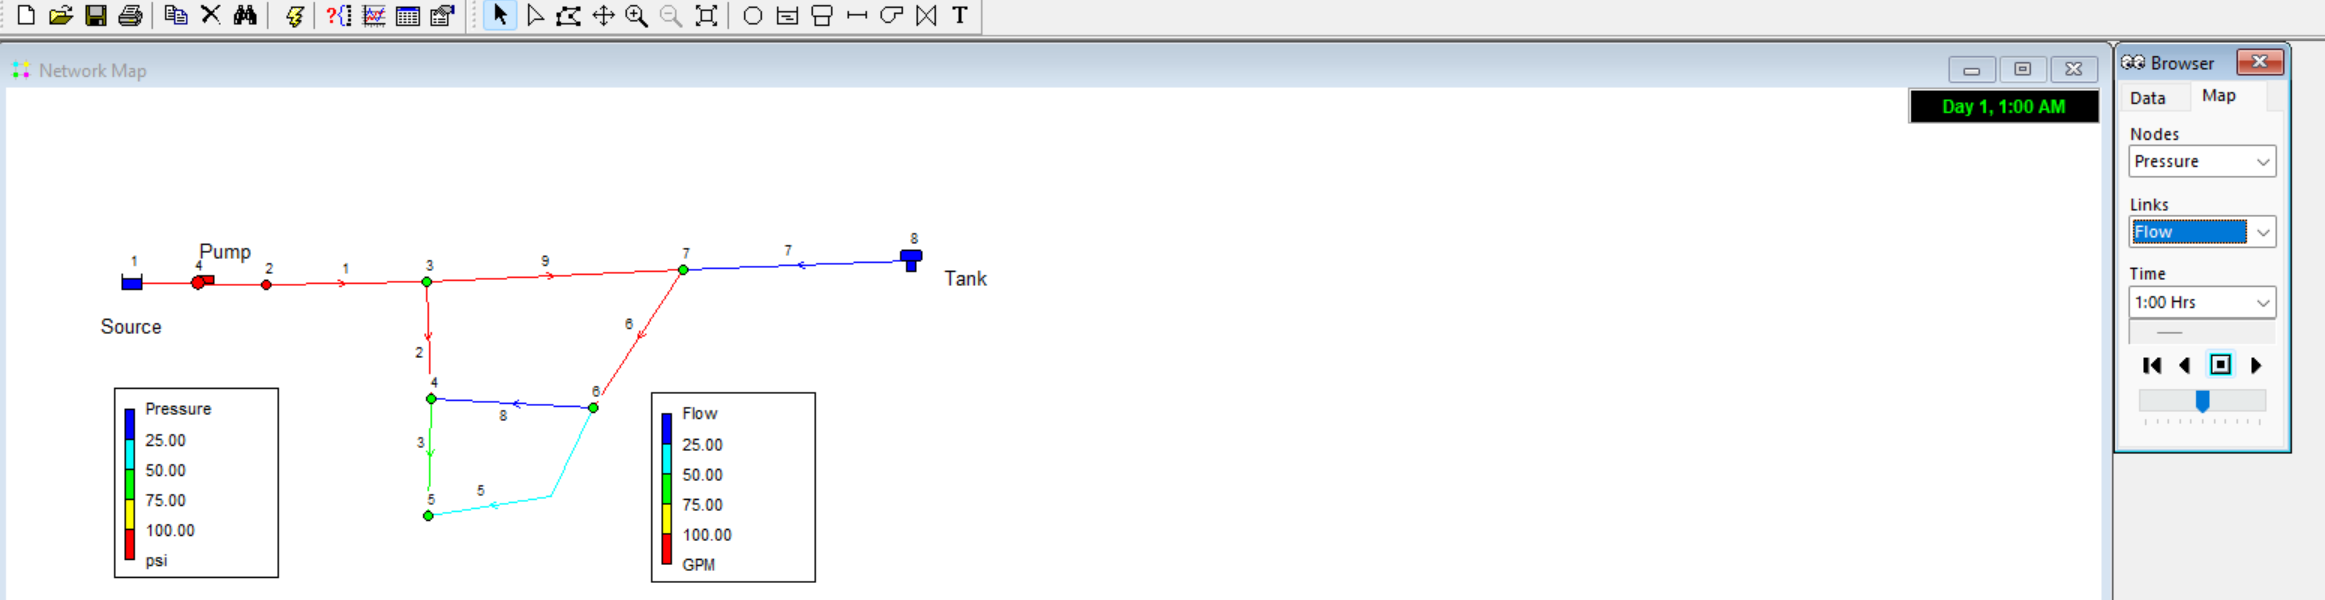 T
Network Map
Browser
Day 1, 1:00 AM
Data
Map
Nodes
Pressure
Links
Flow
Time
1:00 Hrs
Pump
1
4
2
1
3
9
7
7
8
Tank
Source
6
2
4
6
8
3
5
5
Pressure
25.00
50.00
75.00
100.00
psi
Flow
25.00
50.00
75.00
100.00
GPM